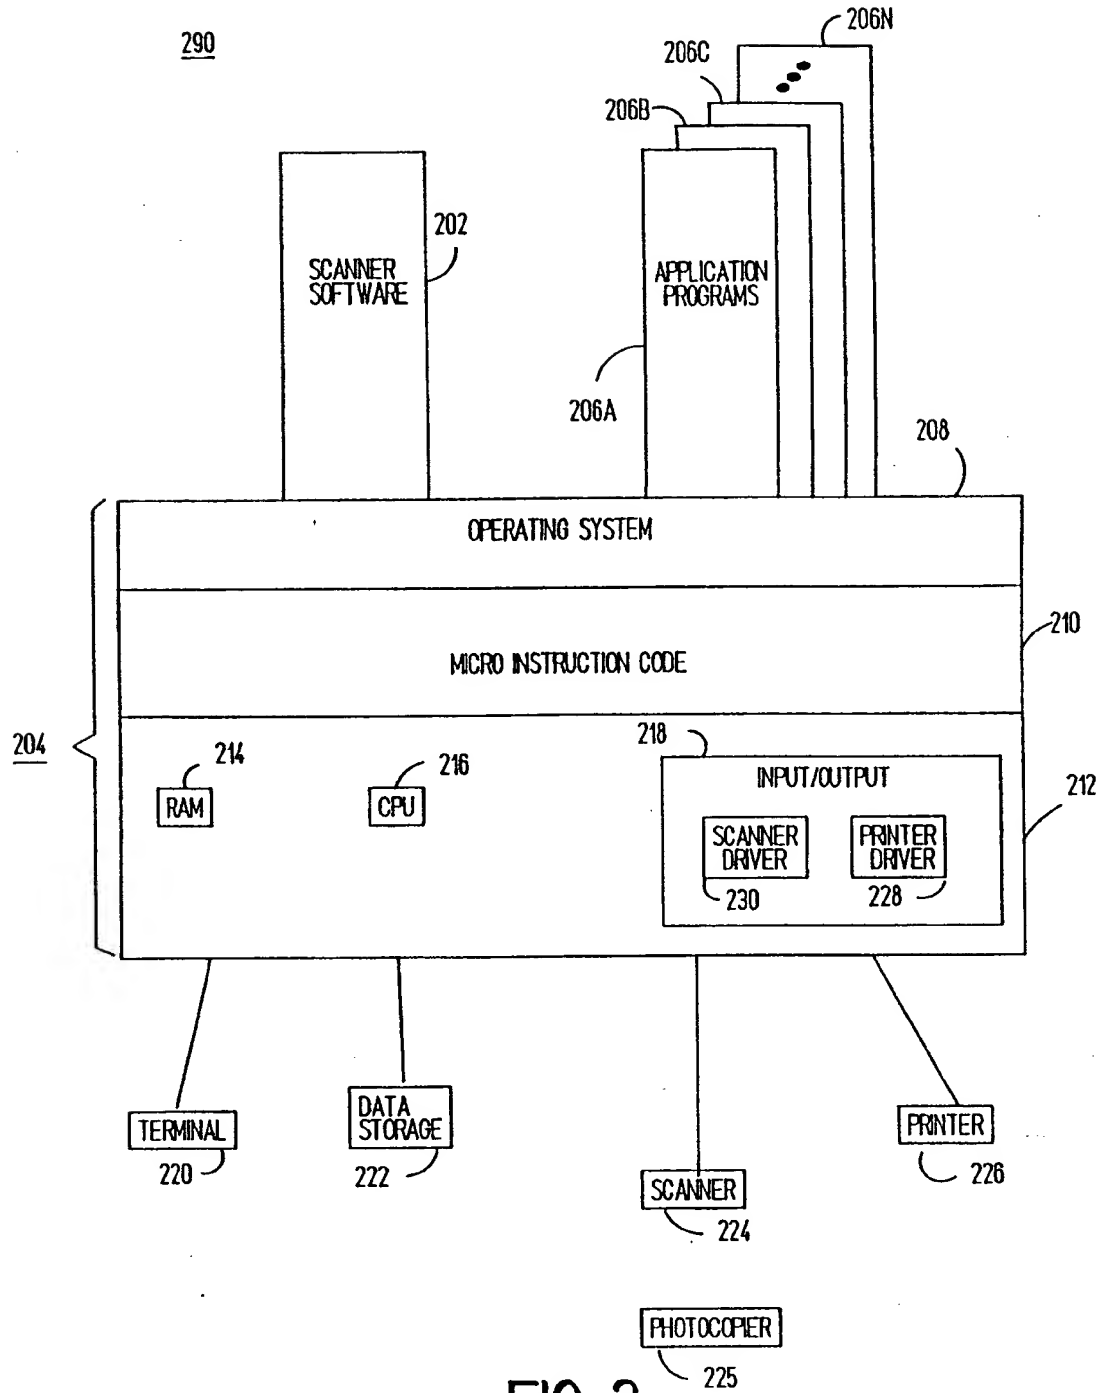 290
206N
206C
206B
202
SCANNER
SOFTWARE
APPLICATION
PROGRAMS
206A
208
OPERATING SYSTEM
210
MICRO INSTRUCTION CODE
204
214
216
218
INPUT/OUTPUT
212
RAM
CPU
SCANNER
DRIVER
PRINTER
DRIVER
230
228
TERMINAL
220
DATA
STORAGE
222
PRINTER
226
SCANNER
224
PHOTOCOPIER
225